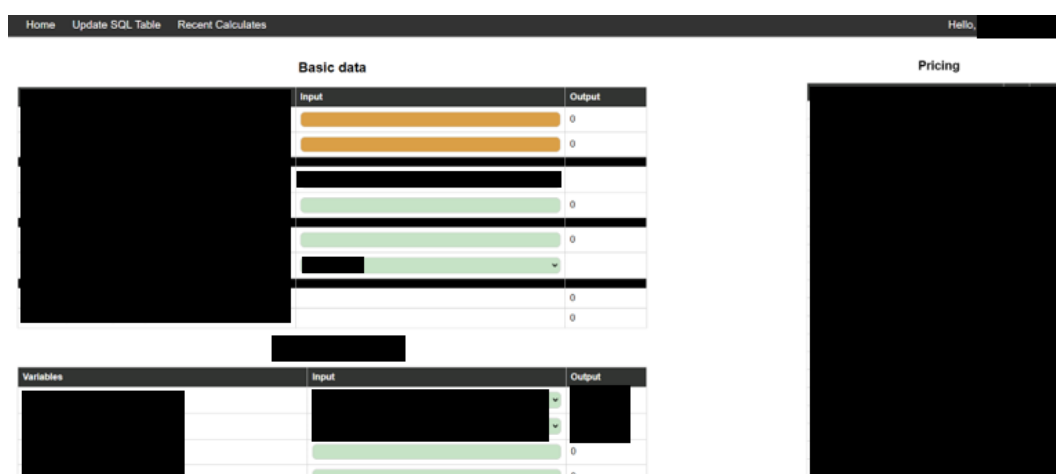 Home Update SQL Table Recent Calculates Hello,
Basic data Pricing
Input Output
0
0
0
0
0
0
Variables Input Output
0